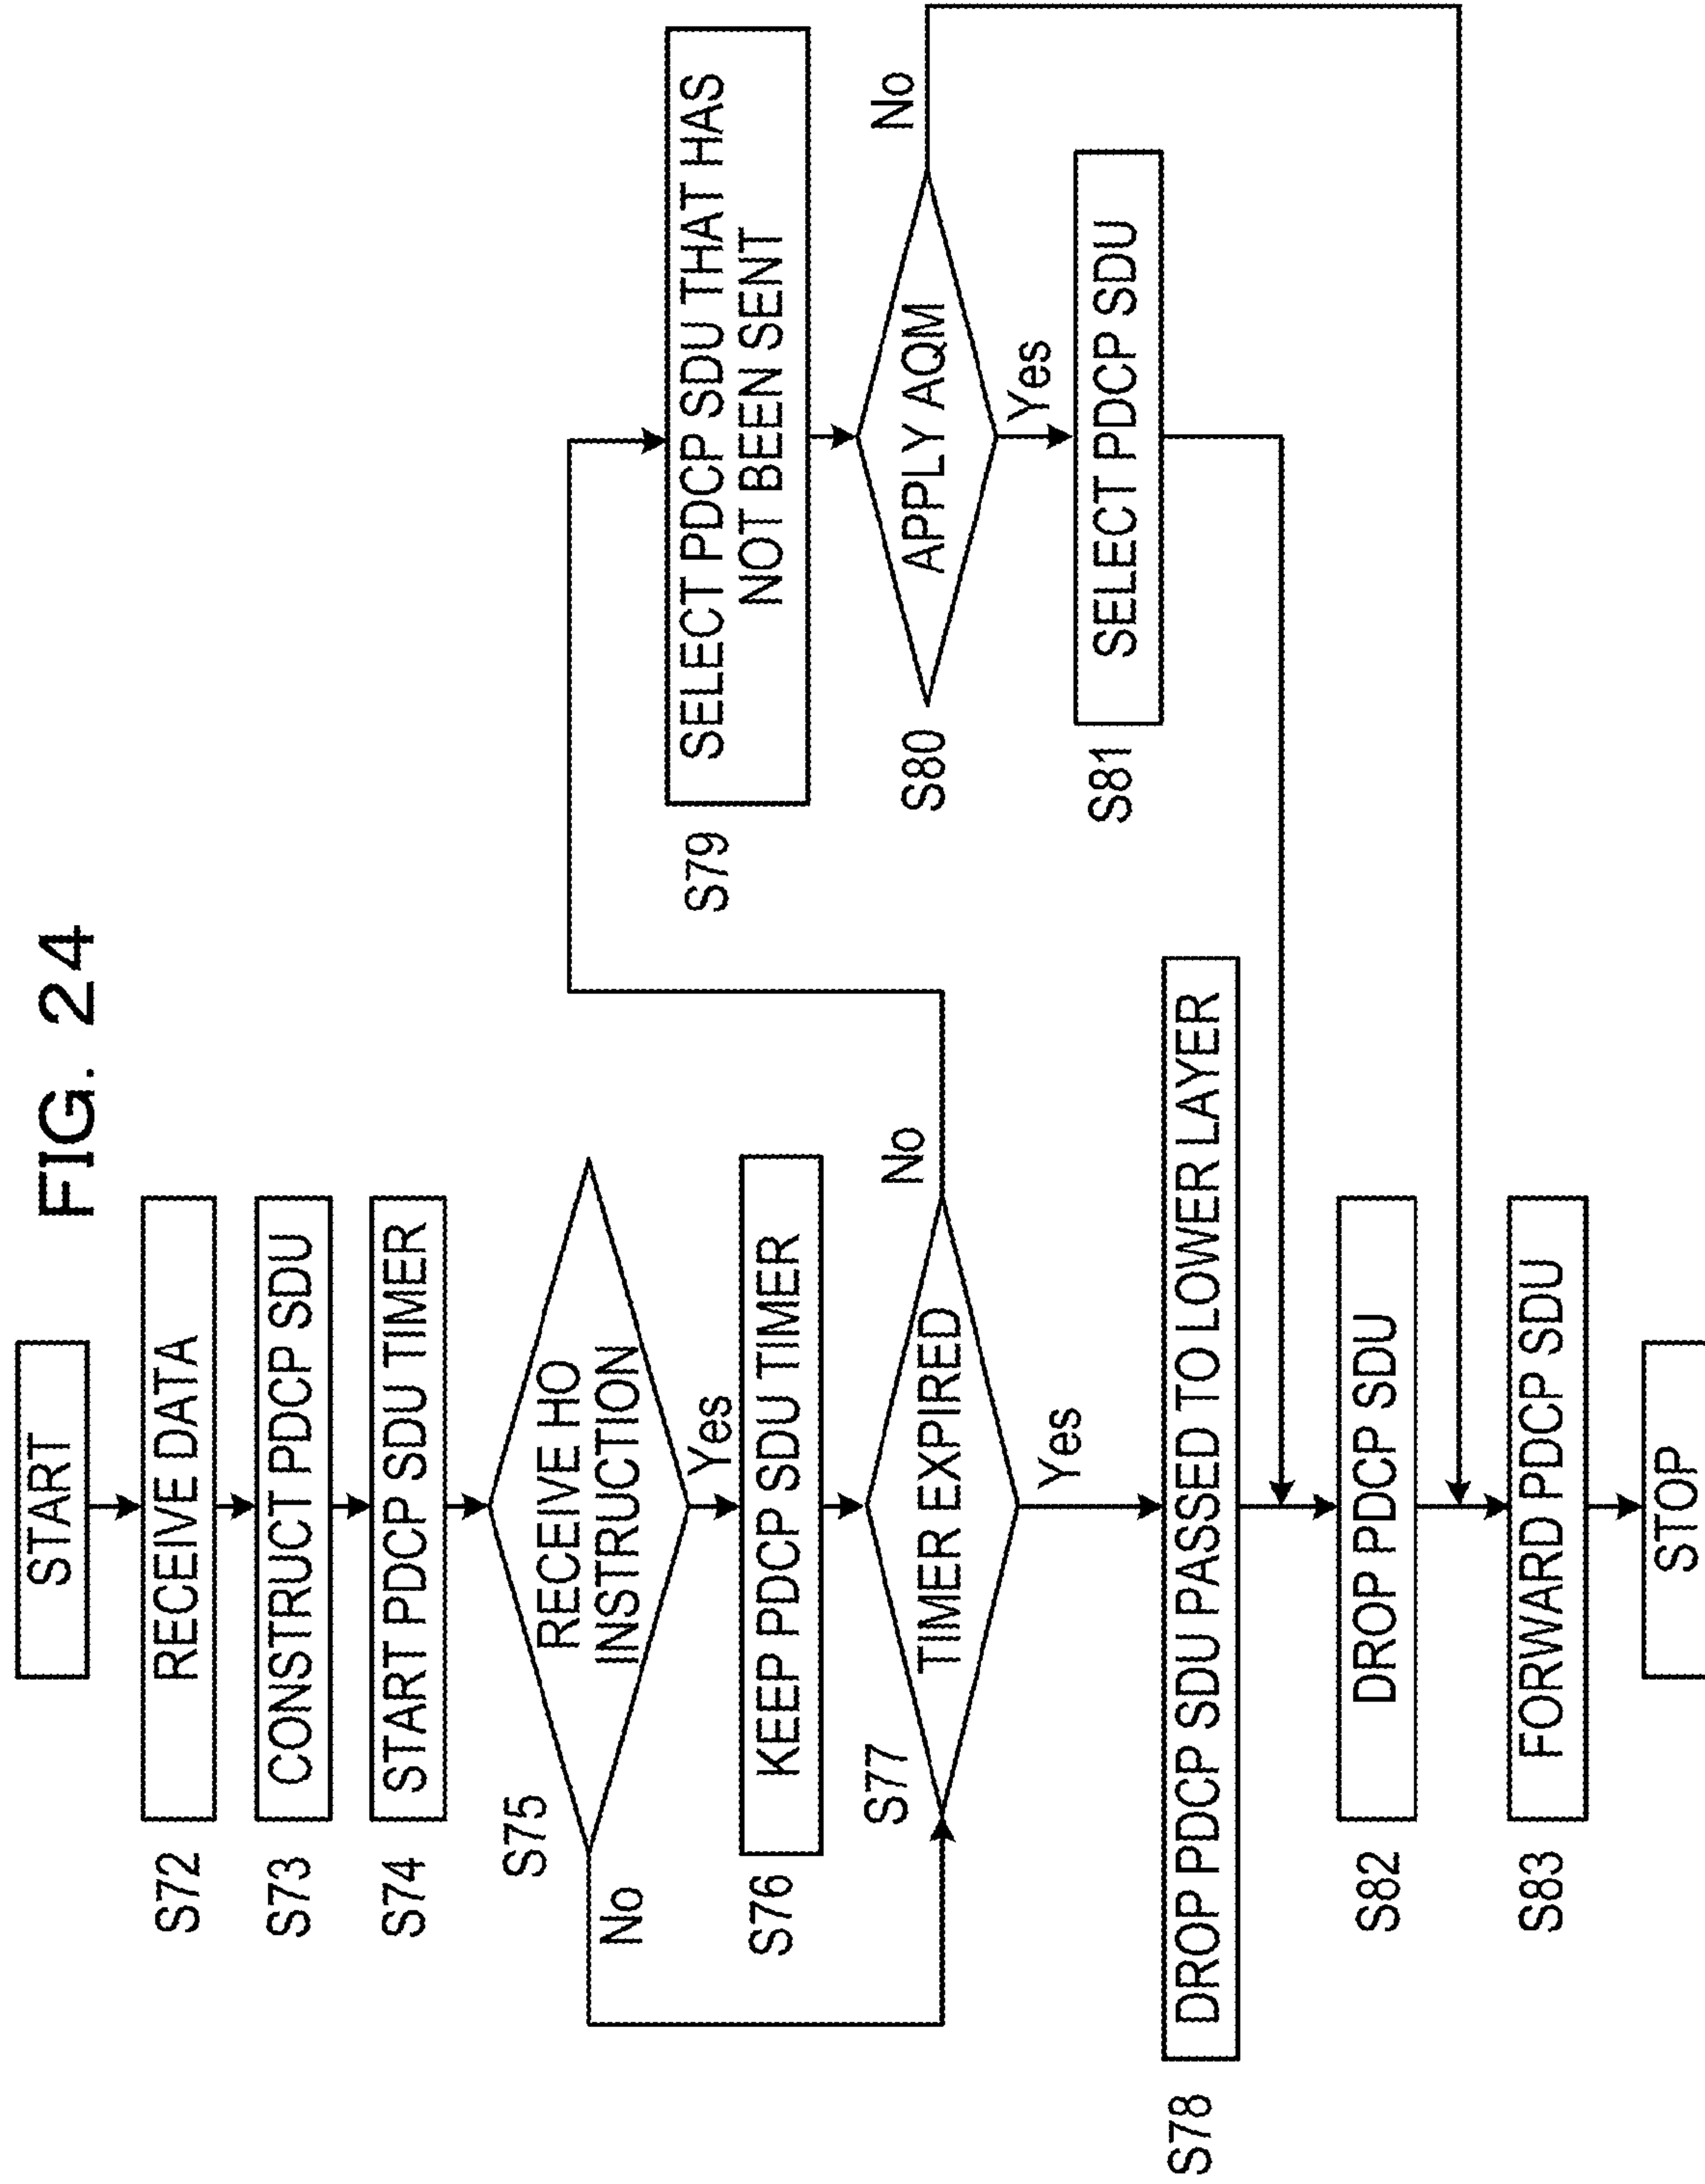 FIG. 24
START
S72
RECEIVE DATA
S73
CONSTRUCT PDCP SDU
S74
START PDCP SDU TIMER
S75
RECEIVE HO
INSTRUCTION
No
Yes
S76
KEEP PDCP SDU TIMER
S77
TIMER EXPIRED
No
Yes
S78
DROP PDCP SDU PASSED TO LOWER LAYER
S79
SELECT PDCP SDU THAT HAS
NOT BEEN SENT
S80
APPLY AQM
No
Yes
S81
SELECT PDCP SDU
S82
DROP PDCP SDU
S83
FORWARD PDCP SDU
STOP